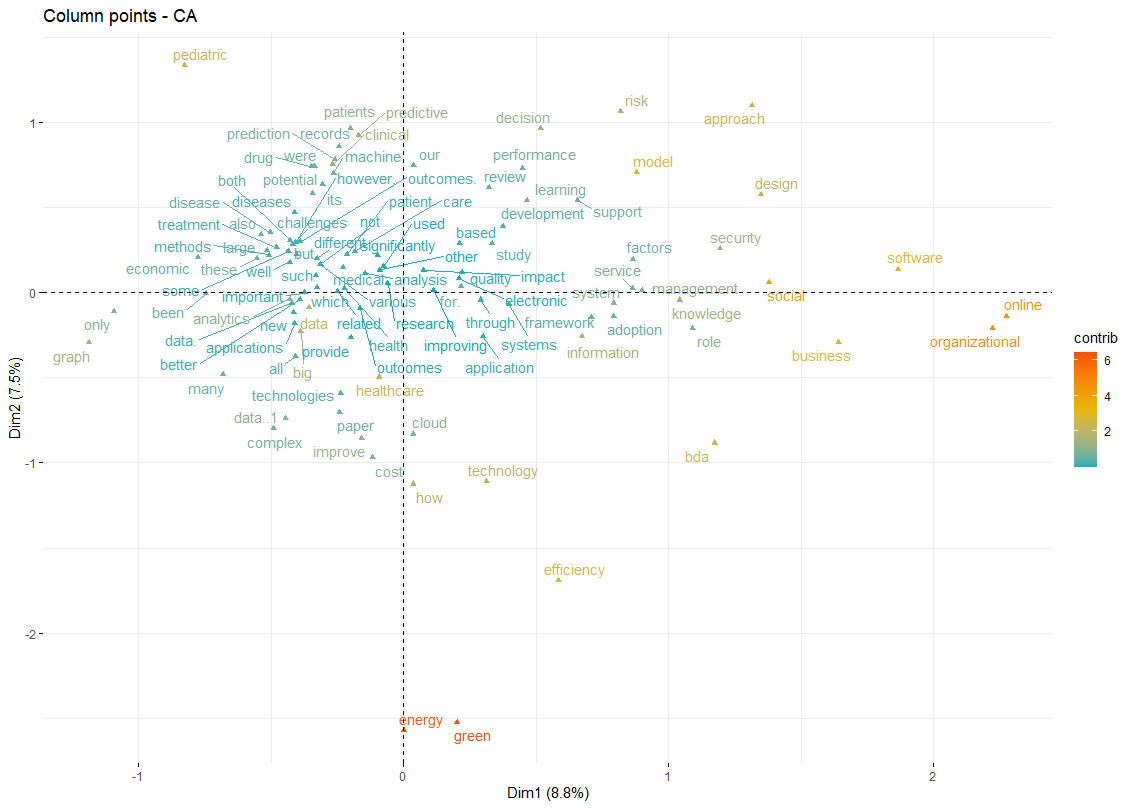 Column points - CA
pediatric
patients predictive
risk
approach
decision
prediction records clinical
drug were machine our
performance
model
both potential however outcomes. review
learning design
disease diseases its patient care
development support
treatment also challenges not used
based
security
methods large but different significantly
other study factors
software
economic these well such medical analysis quality impact
service
some important which various for. electronic
system management
social
online
been analytics
knowledge
only new data related research through framework adoption role
organizational
graph data. applications provide health improving systems information
business
better all big outcomes application
many healthcare
technologies
data..1 paper cloud
complex improve
bda
cost technology
how
efficiency
energy
green
contrib
6
4
2
1
0
-1
-2
Dim2 (7.5%)
-1 0 1 2
Dim1 (8.8%)